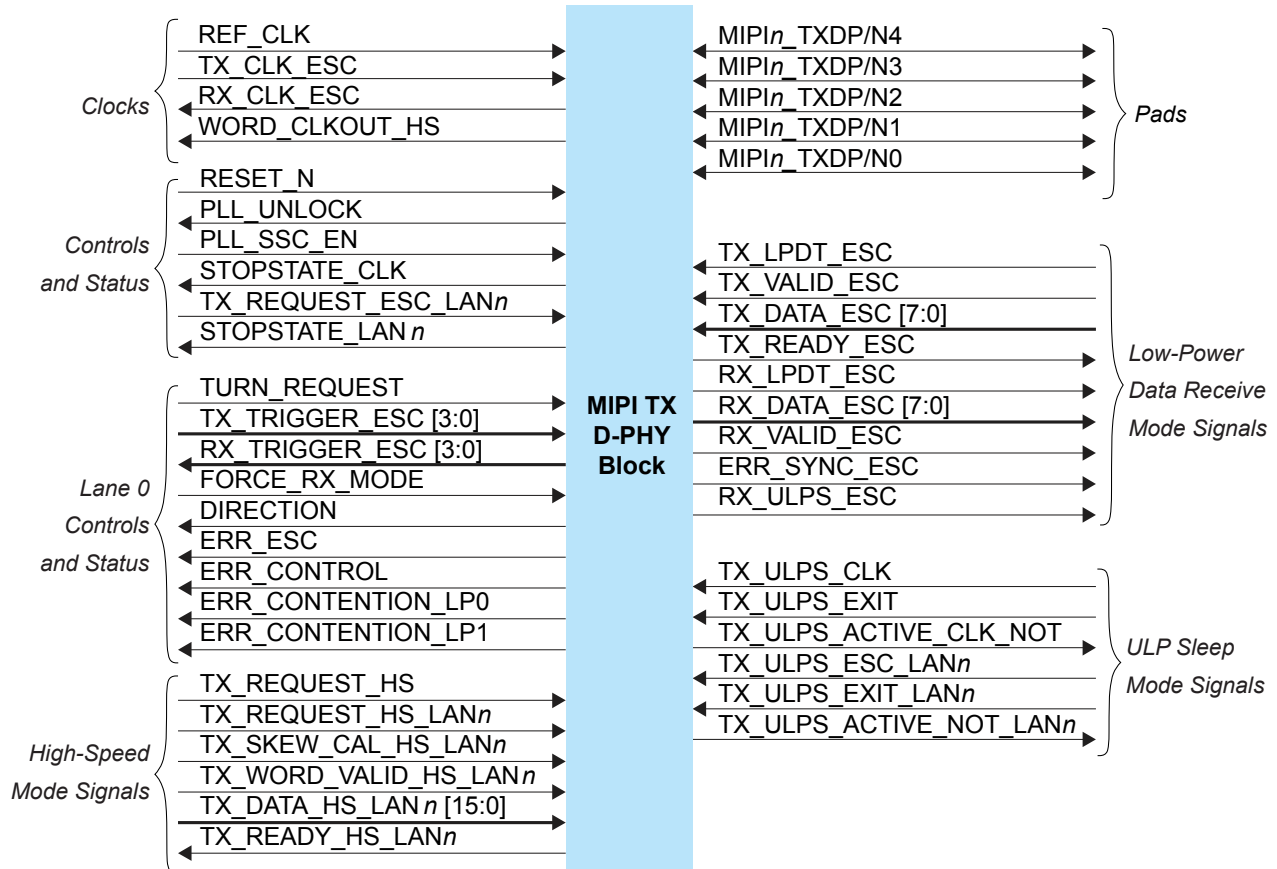 Clocks
REF_CLK
TX_CLK_ESC
RX_CLK_ESC
WORD_CLKOUT_HS
Controls
and Status
RESET_N
PLL_UNLOCK
PLL_SSC_EN
STOPSTATE_CLK
TX_REQUEST_ESC_LANn
STOPSTATE_LANn
Lane 0
Controls
and Status
TURN_REQUEST
TX_TRIGGER_ESC [3:0]
RX_TRIGGER_ESC [3:0]
FORCE_RX_MODE
DIRECTION
ERR_ESC
ERR_CONTROL
ERR_CONTENTION_LP0
ERR_CONTENTION_LP1
High-Speed
Mode Signals
TX_REQUEST_HS
TX_REQUEST_HS_LANn
TX_SKEW_CAL_HS_LANn
TX_WORD_VALID_HS_LANn
TX_DATA_HS_LANn [15:0]
TX_READY_HS_LANn
MIPI TX
D-PHY
Block
MIPIn_TXDP/N4
MIPIn_TXDP/N3
MIPIn_TXDP/N2
MIPIn_TXDP/N1
MIPIn_TXDP/N0
Pads
TX_LPDT_ESC
TX_VALID_ESC
TX_DATA_ESC [7:0]
TX_READY_ESC
RX_LPDT_ESC
RX_DATA_ESC [7:0]
RX_VALID_ESC
ERR_SYNC_ESC
RX_ULPS_ESC
Low-Power
Data Receive
Mode Signals
TX_ULPS_CLK
TX_ULPS_EXIT
TX_ULPS_ACTIVE_CLK_NOT
TX_ULPS_ESC_LANn
TX_ULPS_EXIT_LANn
TX_ULPS_ACTIVE_NOT_LANn
ULP Sleep
Mode Signals